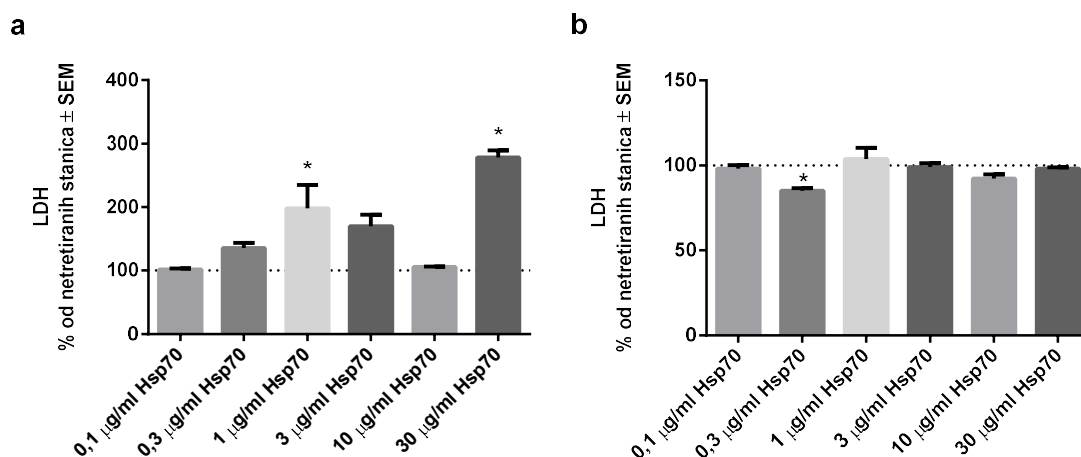 a
LDH
% od netretiranih stanica ± SEM
400
300
200
100
0
*
*
0,1 μg/ml Hsp70
0,3 μg/ml Hsp70
1 μg/ml Hsp70
3 μg/ml Hsp70
10 μg/ml Hsp70
30 μg/ml Hsp70
b
LDH
% od netretiranih stanica ± SEM
150
100
50
0
*
0,1 μg/ml Hsp70
0,3 μg/ml Hsp70
1 μg/ml Hsp70
3 μg/ml Hsp70
10 μg/ml Hsp70
30 μg/ml Hsp70